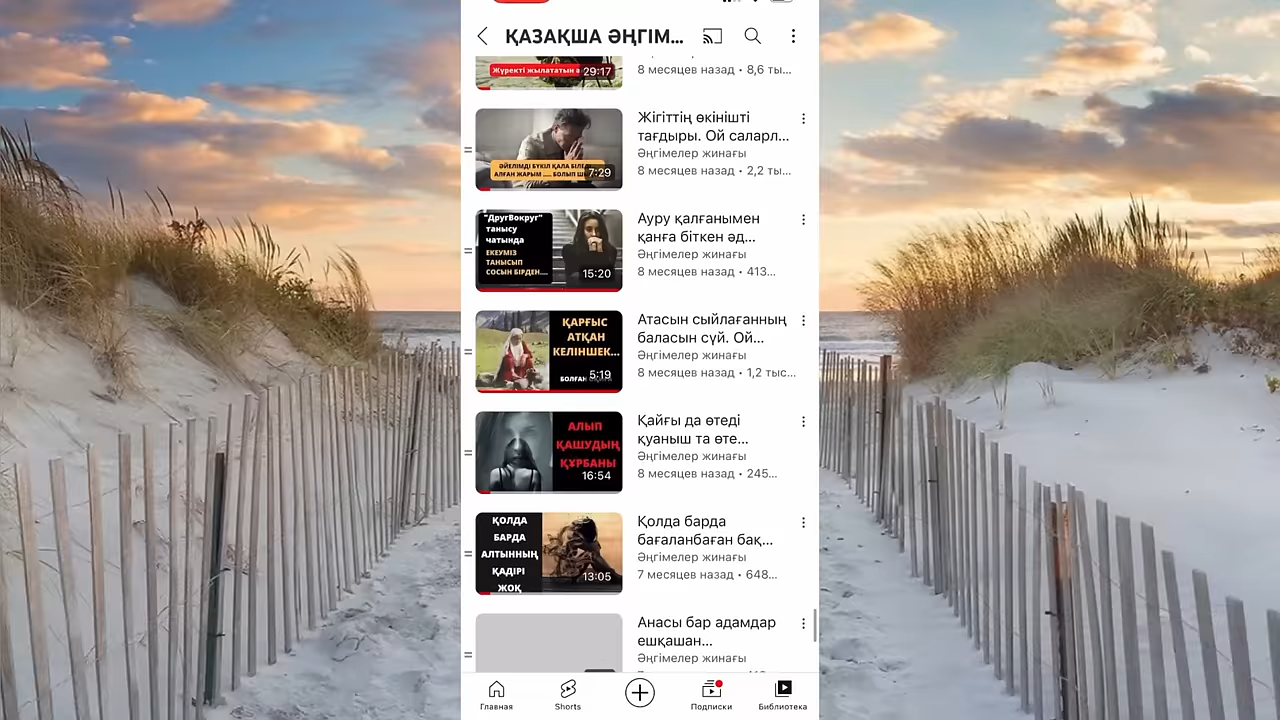 ҚАЗАҚША ӘҢГІМ...
Жүректі жылататын
29:17
8 месяцев назад • 8,6 ты...
ӘЙЕЛІМДІ БҮКІЛ ҚАЛА БІЛЕДІ
АЛҒАН ЖАРЫМ ..... БОЛЫП
7:29
Жігіттің өкінішті
тағдыры. Ой саларл...
Әңгімелер жинағы
8 месяцев назад • 2,2 ты...
"ДругВокруг"
танысу
чатында
ЕКЕУМІЗ
ТАНЫСЫП
СОСЫН БІРДЕН....
15:20
Ауру қалғанымен
қанға біткен әд...
Әңгімелер жинағы
8 месяцев назад • 413...
ҚАРҒЫС
АТҚАН
КЕЛІНШЕК...
БОЛҒАН
5:19
Атасын сыйлағанның
баласын сүй. Ой...
Әңгімелер жинағы
8 месяцев назад • 1,2 тыс...
АЛЫП
ҚАШУДЫҢ
ҚҰРБАНЫ
16:54
Қайғы да өтеді
қуаныш та өте...
Әңгімелер жинағы
8 месяцев назад • 245...
ҚОЛДА
БАРДА
АЛТЫННЫҢ
ҚАДІРІ
ЖОҚ
13:05
Қолда барда
бағаланбаған бақ...
Әңгімелер жинағы
7 месяцев назад • 648...
Анасы бар адамдар
ешқашан...
Әңгімелер жинағы
Главная
Shorts
Подписки
Библиотека